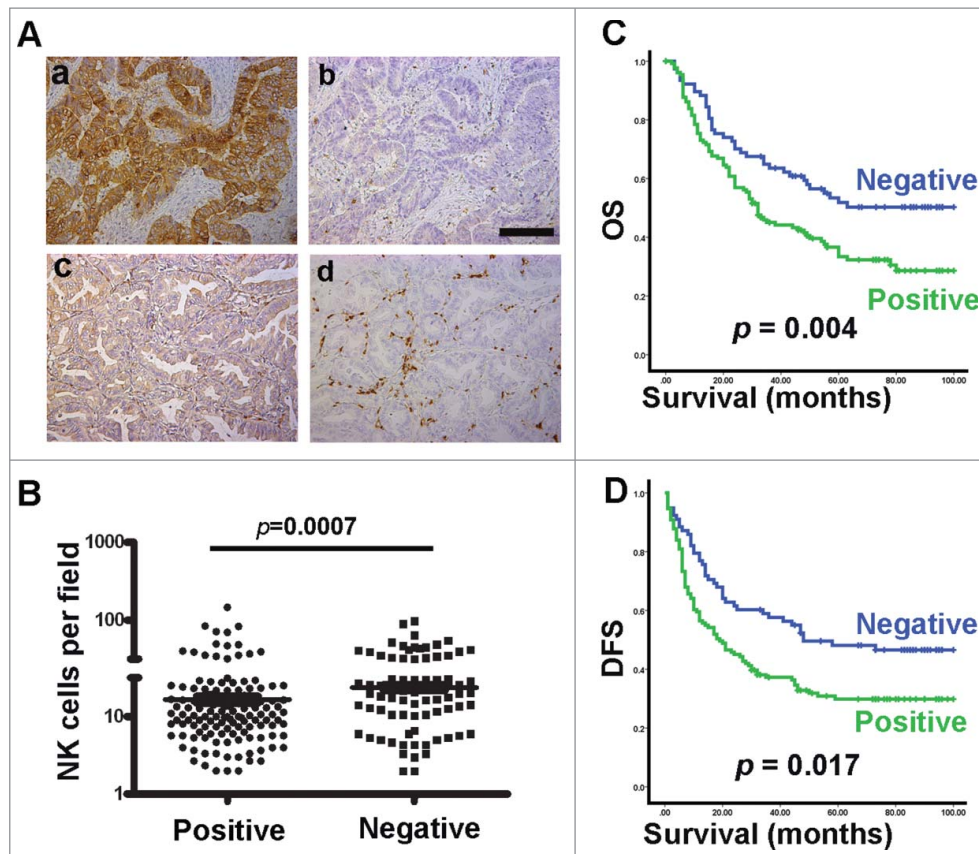 A
a
b
c
d
B
p=0.0007
NK cells per field
1000
100
10
1
Positive
Negative
C
OS
1.0
0.8
0.6
0.4
0.2
0.0
Negative
Positive
p = 0.004
.00 20.00 40.00 60.00 80.00 100.00
Survival (months)
D
DFS
1.0
0.8
0.6
0.4
0.2
0.0
Negative
Positive
p = 0.017
.00 20.00 40.00 60.00 80.00 100.00
Survival (months)